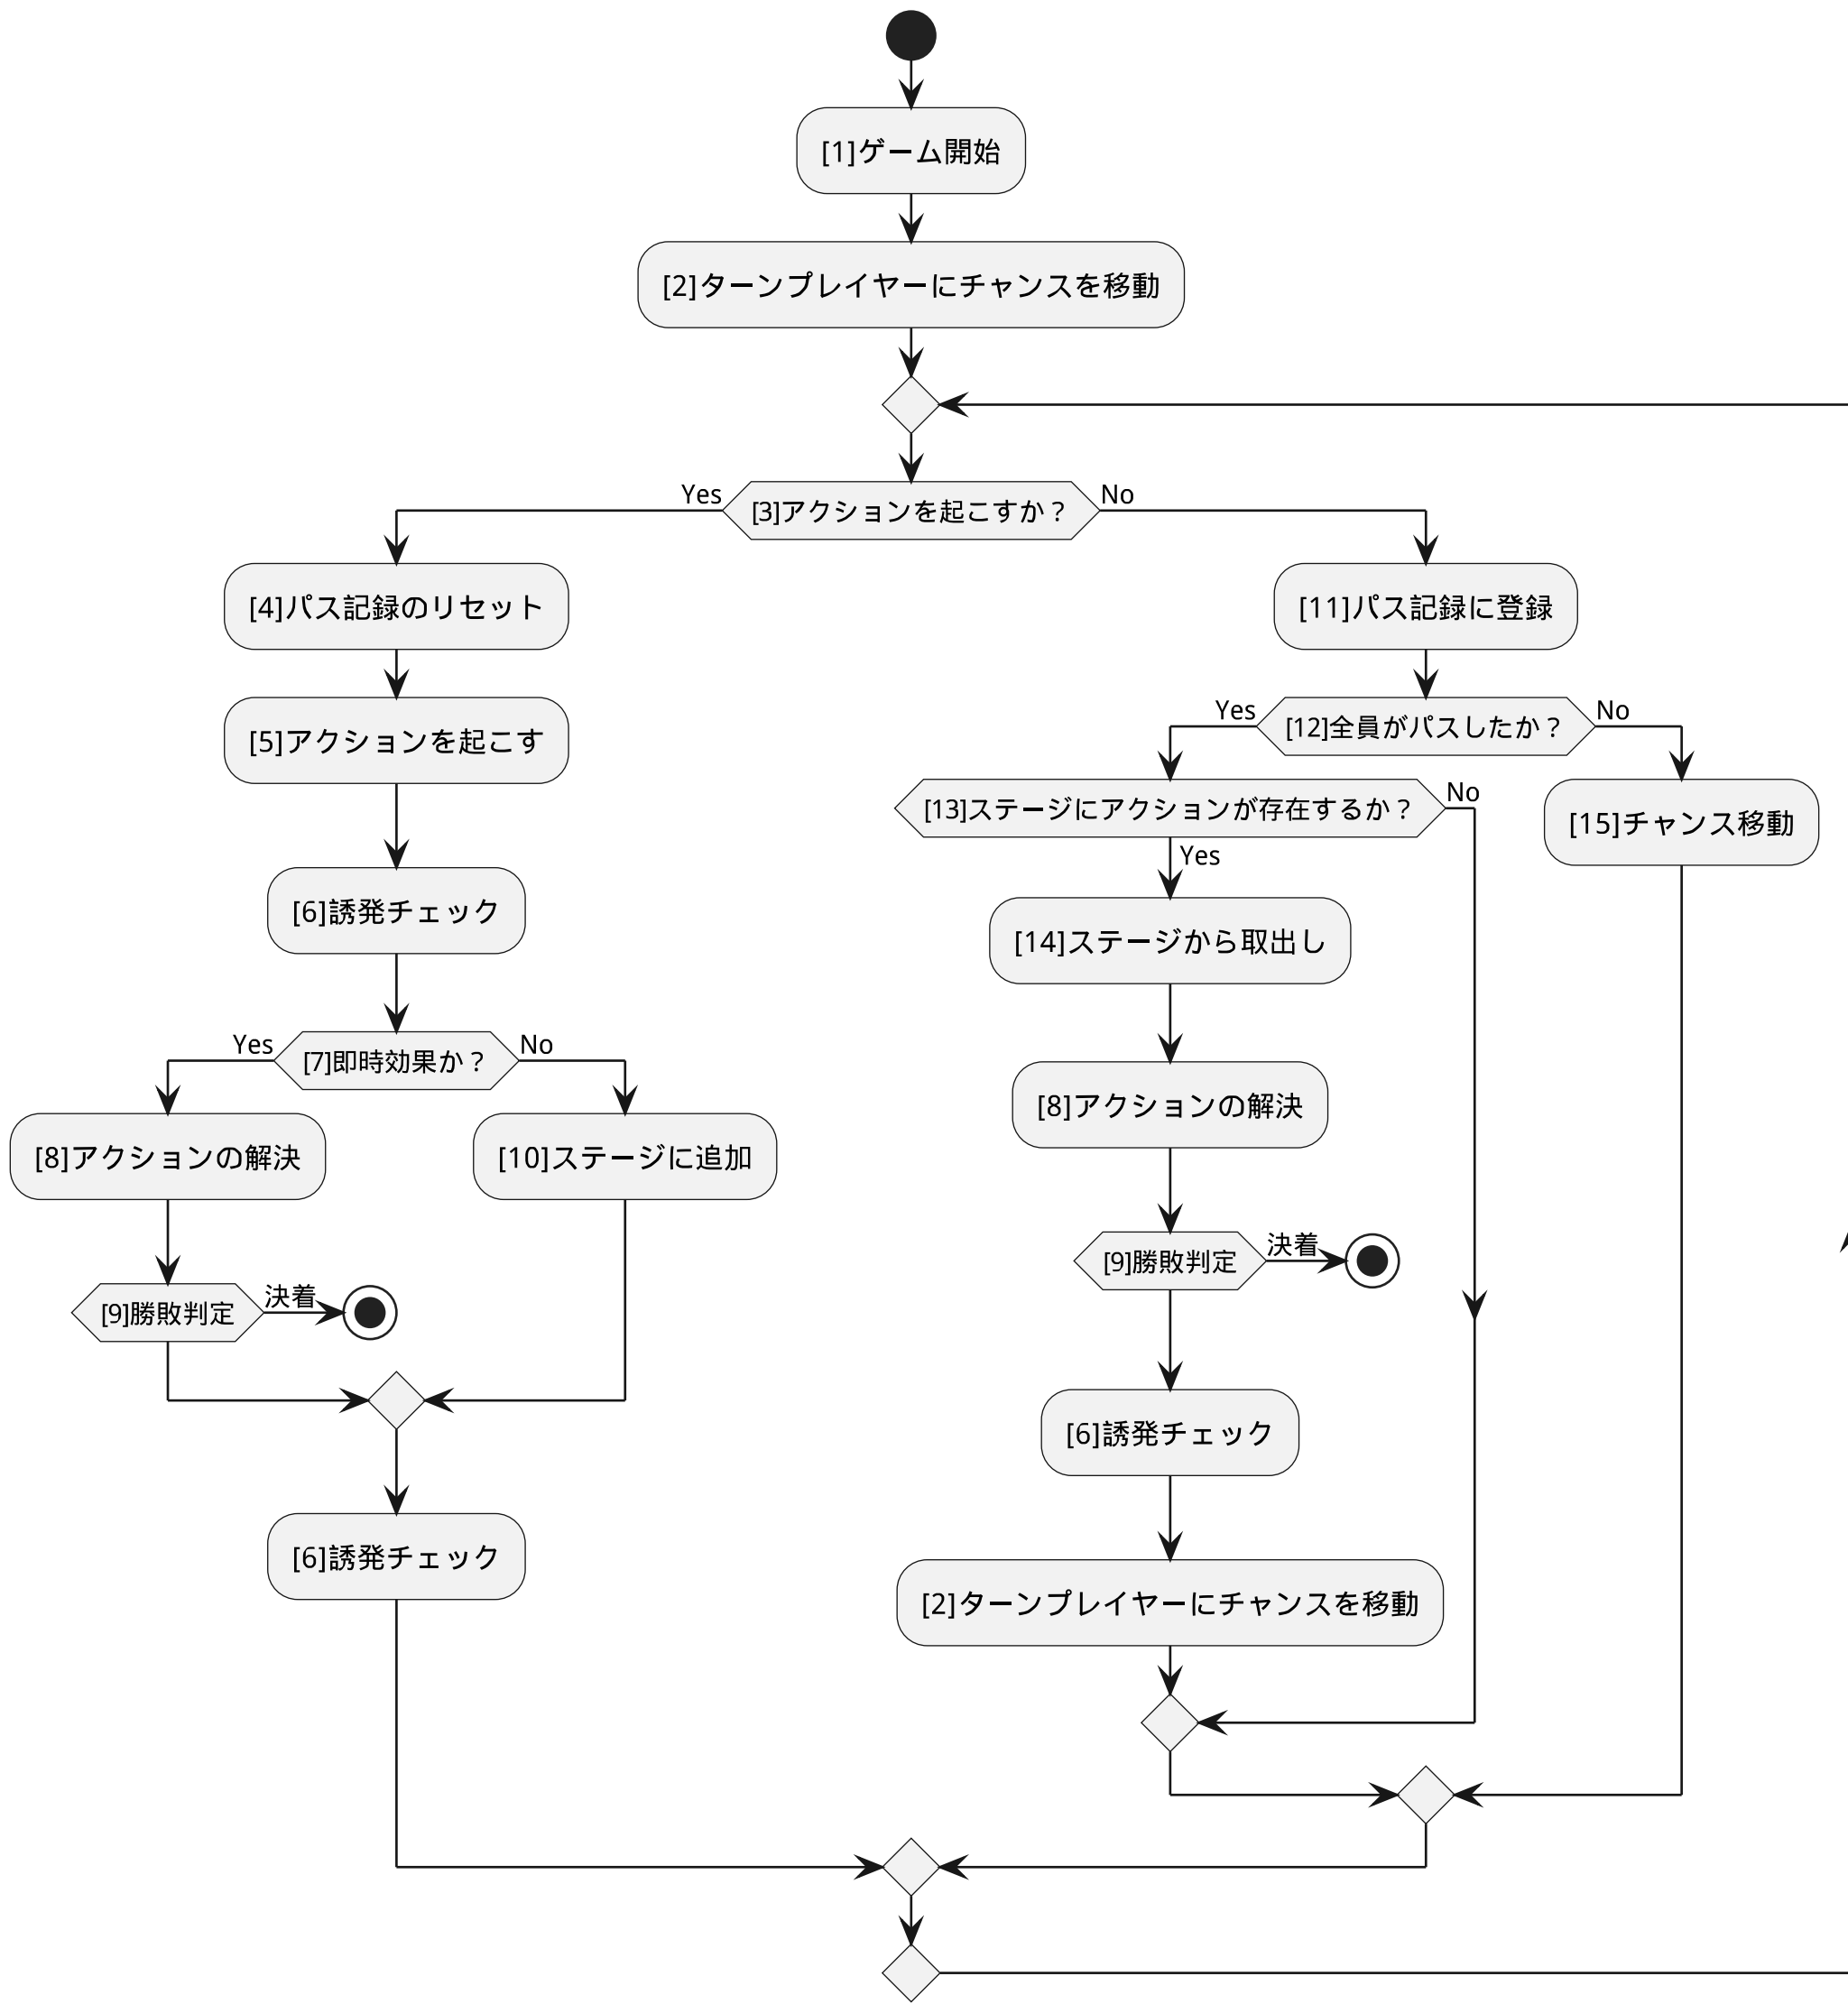 [1]ゲーム開始
[2]ターンプレイヤーにチャンスを移動
Yes
[3]アクションを起こすか？
No
[4]パス記録のリセット
[5]アクションを起こす
[6]誘発チェック
Yes
[7]即時効果か？
No
[8]アクションの解決
[9]勝敗判定
決着
[10]ステージに追加
[6]誘発チェック
[11]パス記録に登録
Yes
[12]全員がパスしたか？
No
[13]ステージにアクションが存在するか？
No
Yes
[14]ステージから取出し
[8]アクションの解決
[9]勝敗判定
決着
[6]誘発チェック
[2]ターンプレイヤーにチャンスを移動
[15]チャンス移動